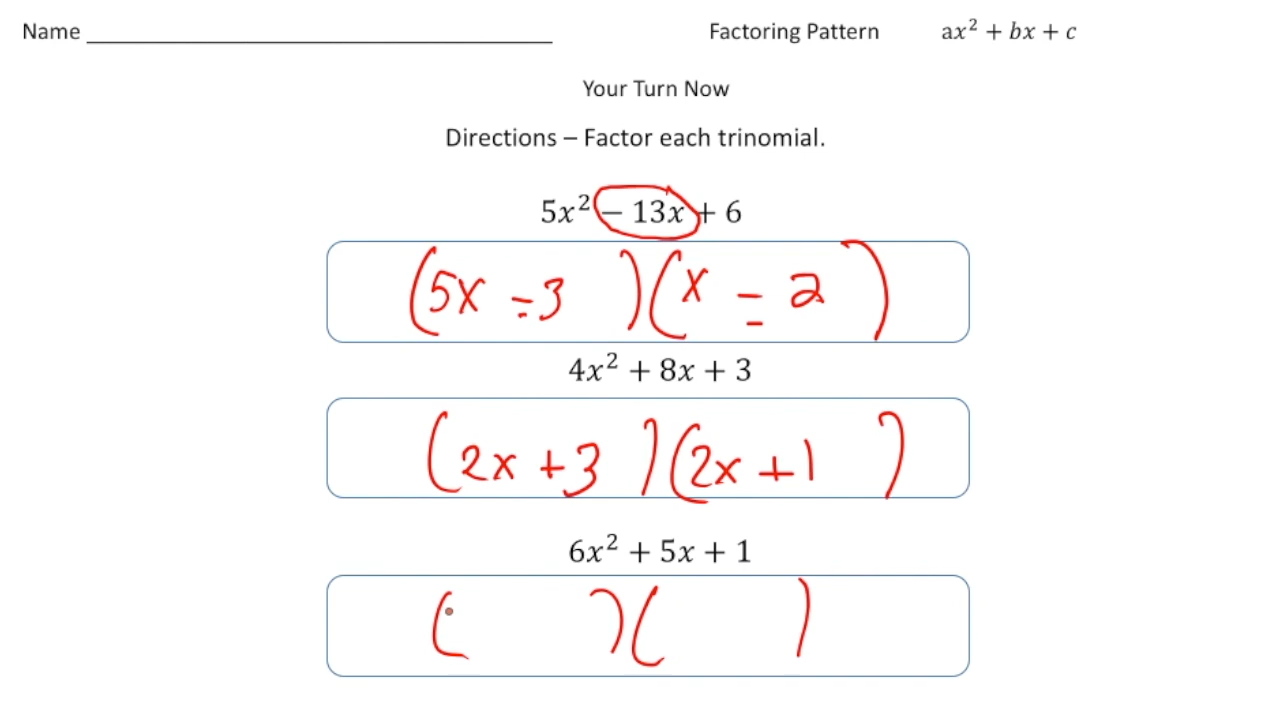 Name ____________________ Factoring Pattern ax² + bx + c
Your Turn Now
Directions – Factor each trinomial.
5x² − 13x + 6
(5x − 3 )(x − 2 )
4x² + 8x + 3
(2x + 3 )(2x + 1 )
6x² + 5x + 1
( )( )